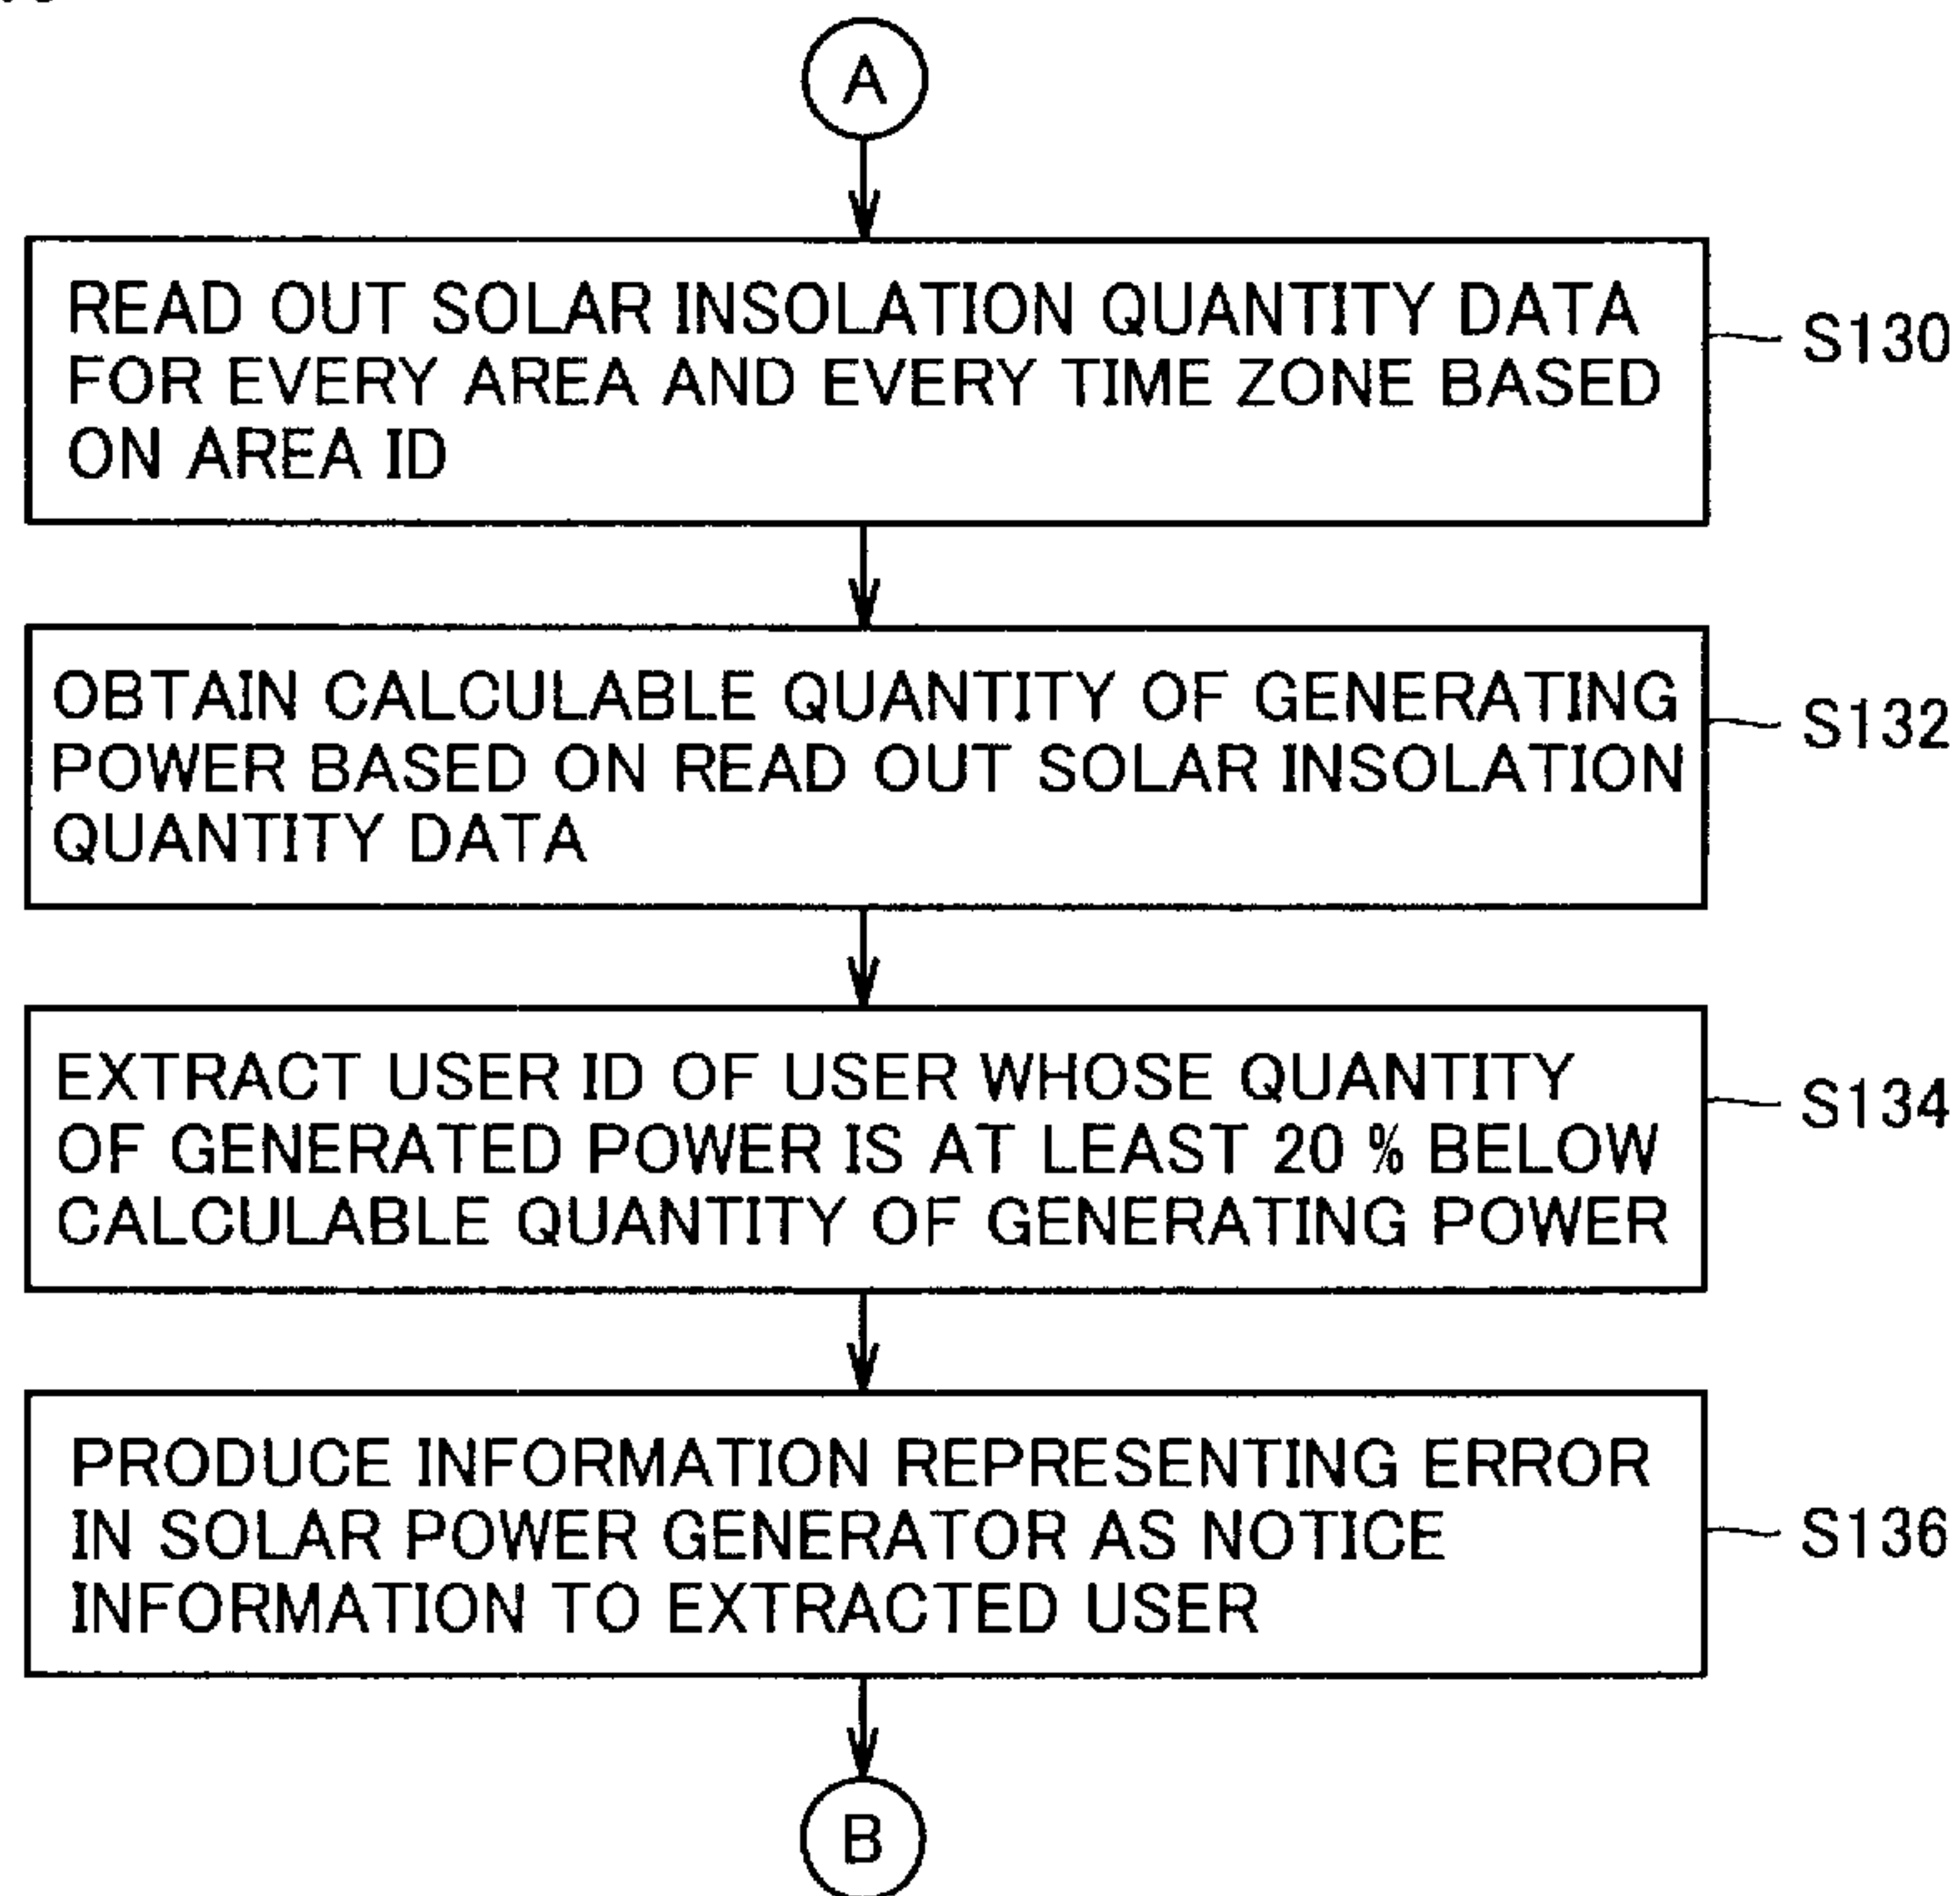 A
READ OUT SOLAR INSOLATION QUANTITY DATA
FOR EVERY AREA AND EVERY TIME ZONE BASED
ON AREA ID
S130
OBTAIN CALCULABLE QUANTITY OF GENERATING
POWER BASED ON READ OUT SOLAR INSOLATION
QUANTITY DATA
S132
EXTRACT USER ID OF USER WHOSE QUANTITY
OF GENERATED POWER IS AT LEAST 20 % BELOW
CALCULABLE QUANTITY OF GENERATING POWER
S134
PRODUCE INFORMATION REPRESENTING ERROR
IN SOLAR POWER GENERATOR AS NOTICE
INFORMATION TO EXTRACTED USER
S136
B